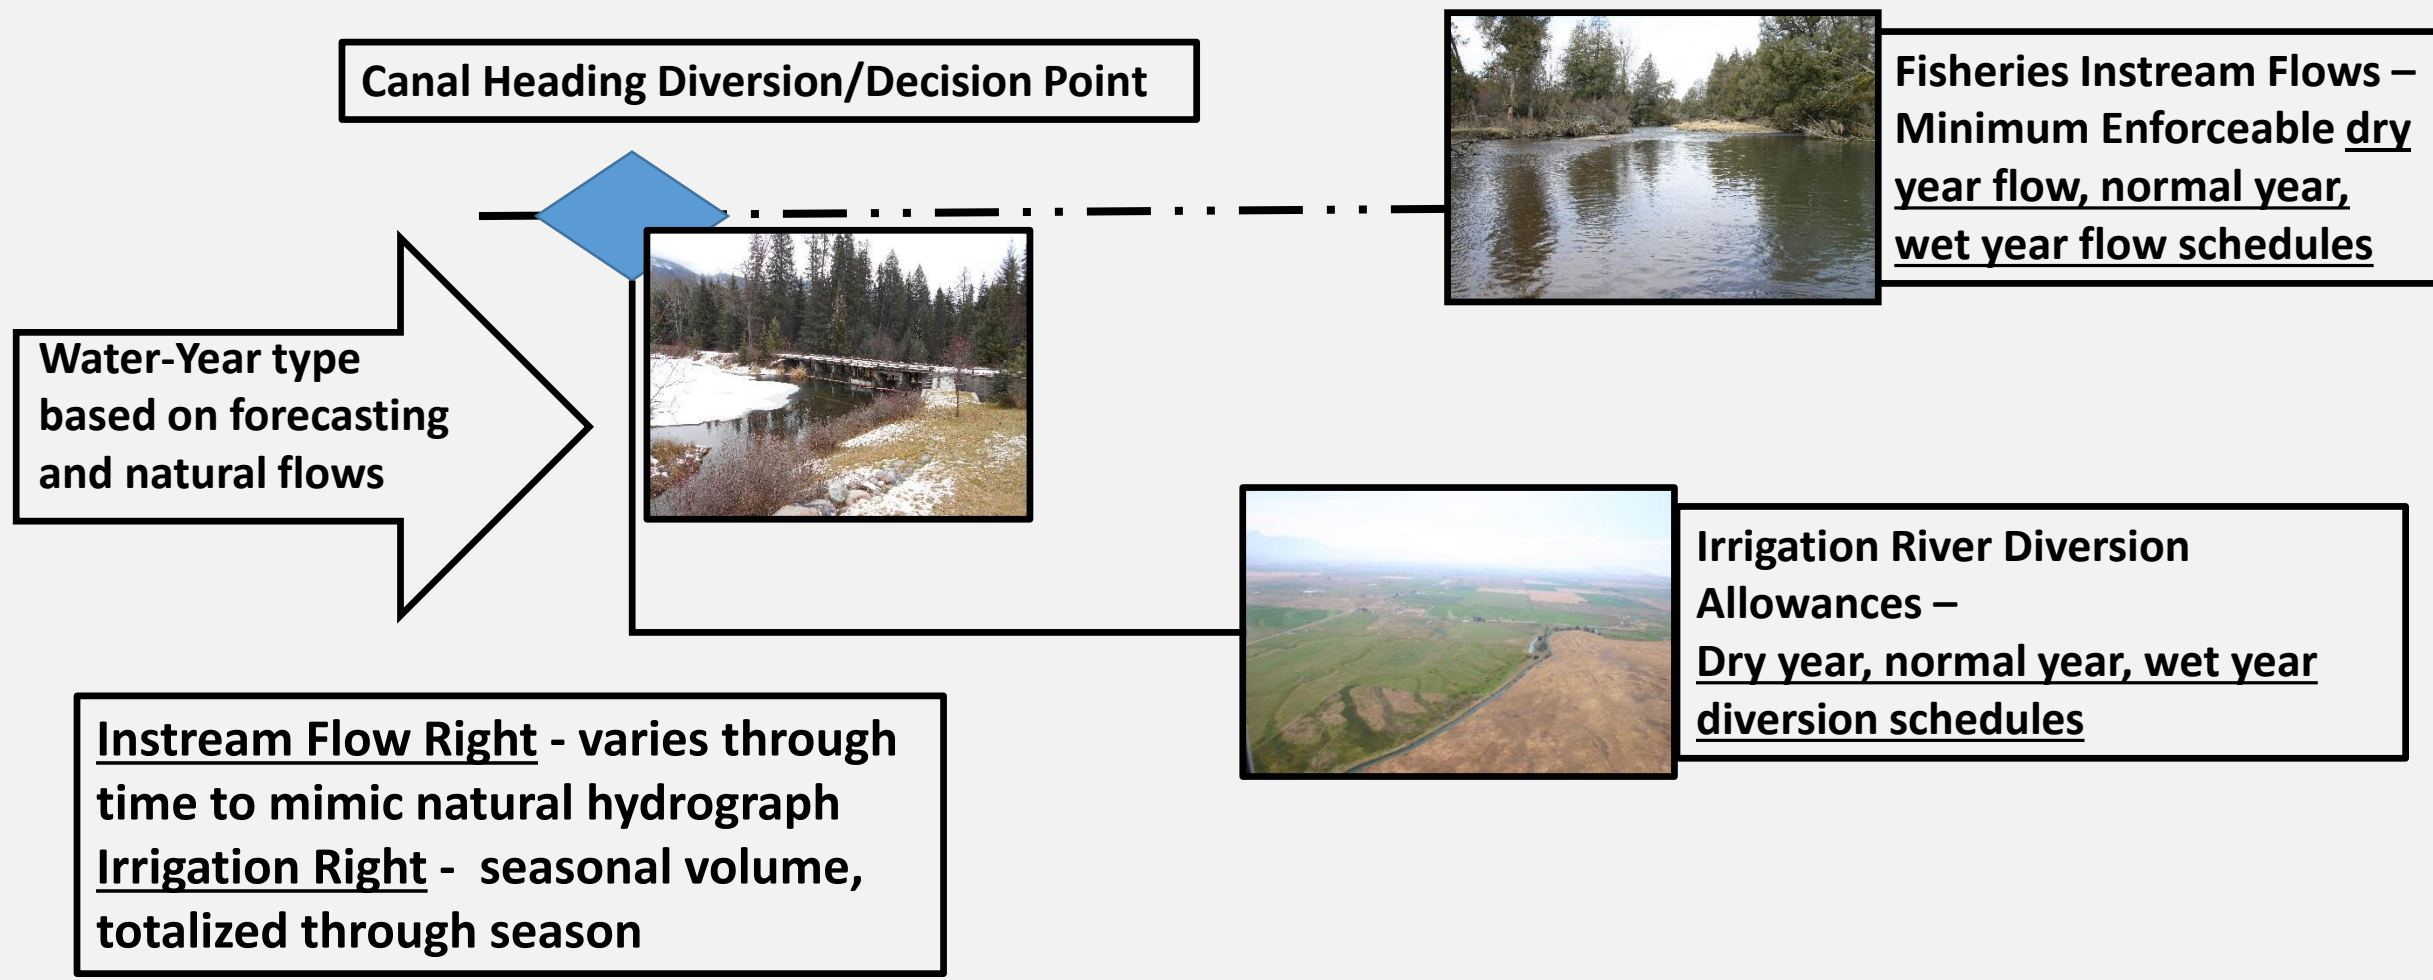 Canal Heading Diversion/Decision Point
Fisheries Instream Flows –
Minimum Enforceable dry
year flow, normal year,
wet year flow schedules
Water-Year type
based on forecasting
and natural flows
Irrigation River Diversion
Allowances –
Dry year, normal year, wet year
diversion schedules
Instream Flow Right - varies through
time to mimic natural hydrograph
Irrigation Right -  seasonal volume,
totalized through season